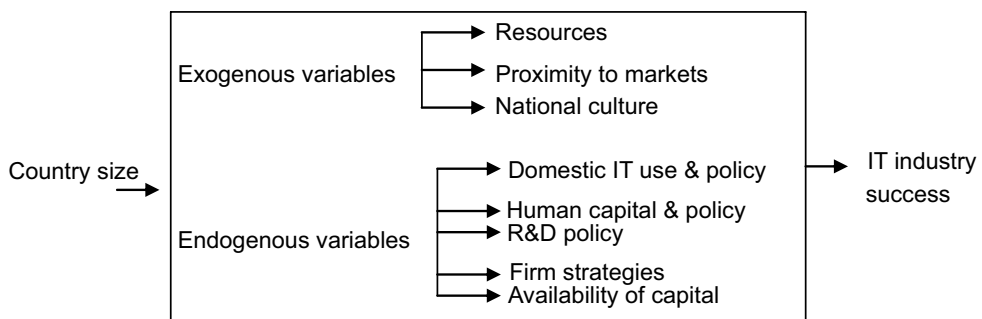 Exogenous variables
Resources
Proximity to markets
National culture
Country size
Endogenous variables
Domestic IT use & policy
Human capital & policy
R&D policy
Firm strategies
Availability of capital
IT industry
success